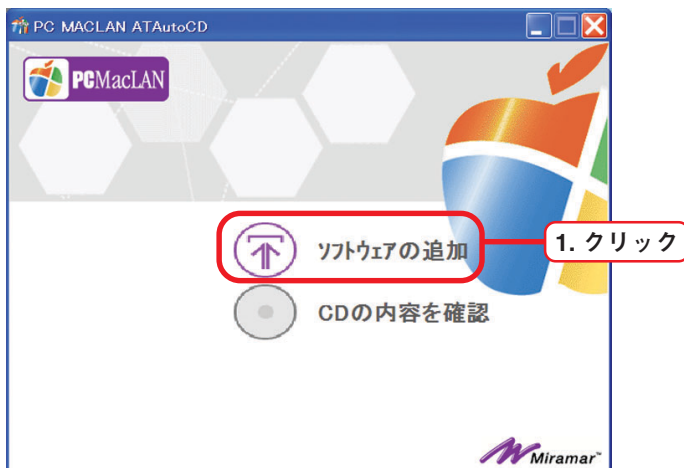 PC MACLAN ATAutoCD
PCMacLAN
ソフトウェアの追加
1. クリック
CDの内容を確認
Miramar™